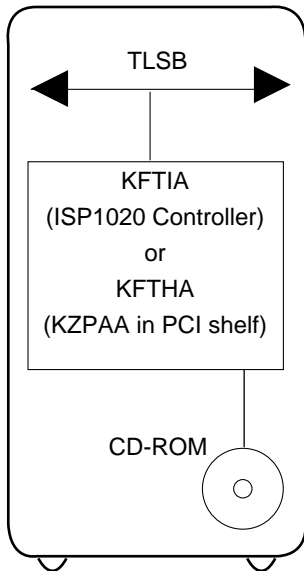 TLSB
KFTIA
(ISP1020 Controller)
or
KFTHA
(KZPAA in PCI shelf)
CD-ROM